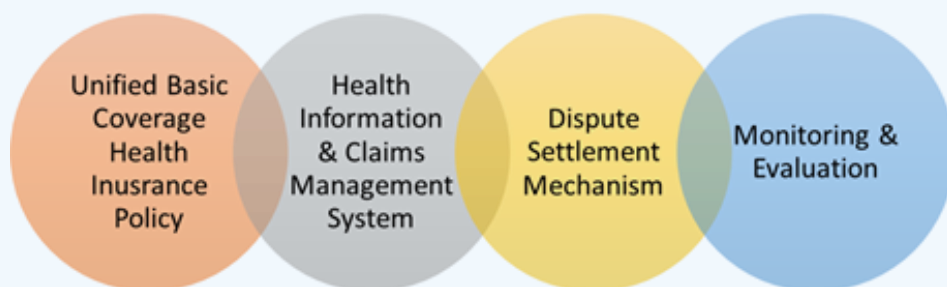 Unified Basic
Coverage
Health
Inusrance
Policy
Health
Information
& Claims
Management
System
Dispute
Settlement
Mechanism
Monitoring &
Evaluation